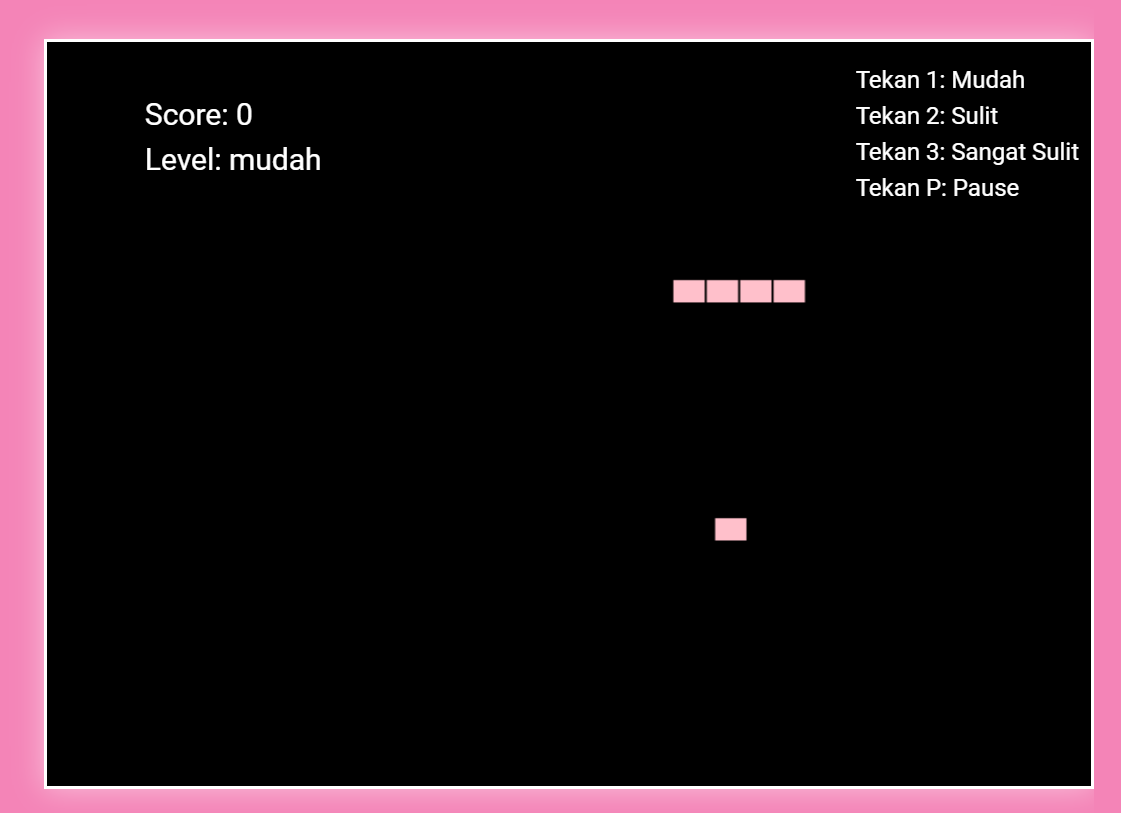 Score: 0
Level: mudah
Tekan 1: Mudah
Tekan 2: Sulit
Tekan 3: Sangat Sulit
Tekan P: Pause